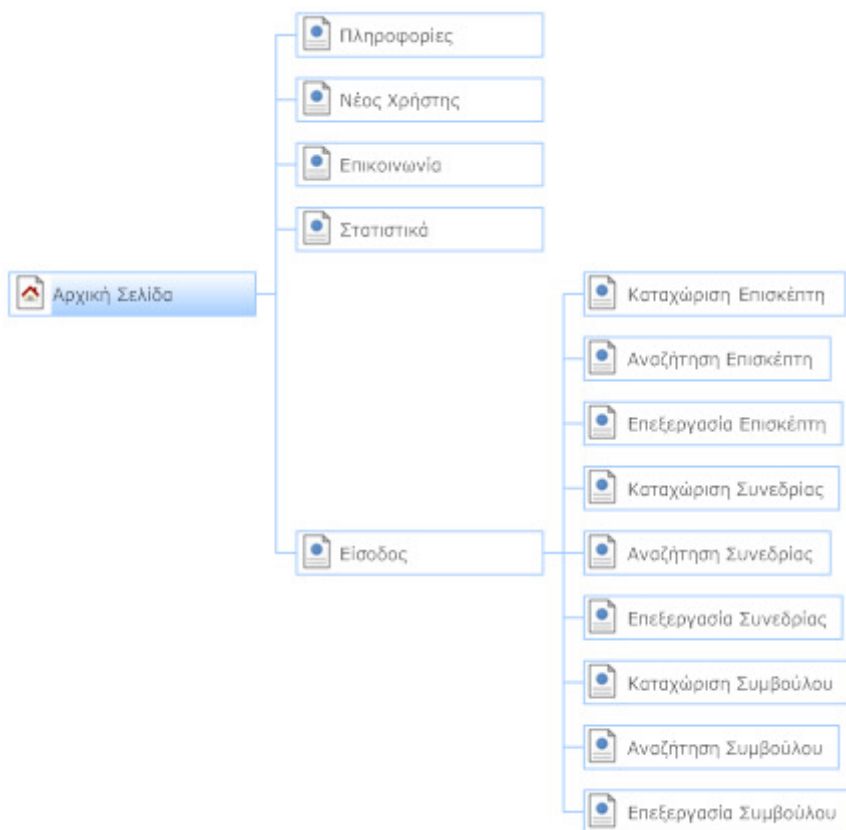 Πληροφορίες
Νέος Χρήστης
Επικοινωνία
Στατιστικά
Αρχική Σελίδα
Είσοδος
Καταχώριση Επισκέπτη
Αναζήτηση Επισκέπτη
Επεξεργασία Επισκέπτη
Καταχώριση Συνεδρίας
Αναζήτηση Συνεδρίας
Επεξεργασία Συνεδρίας
Καταχώριση Συμβούλου
Αναζήτηση Συμβούλου
Επεξεργασία Συμβούλου